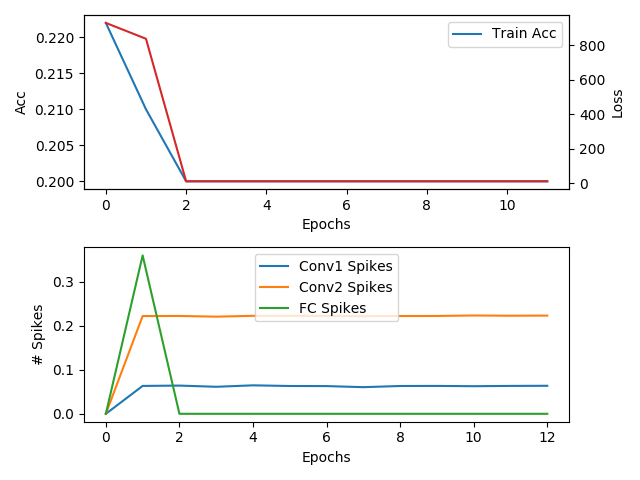 Train Acc
Acc
0.220
0.215
0.210
0.205
0.200
800
600
400
200
0
Loss
0 2 4 6 8 10
Epochs
Conv1 Spikes
Conv2 Spikes
FC Spikes
# Spikes
0.3
0.2
0.1
0.0
0 2 4 6 8 10 12
Epochs